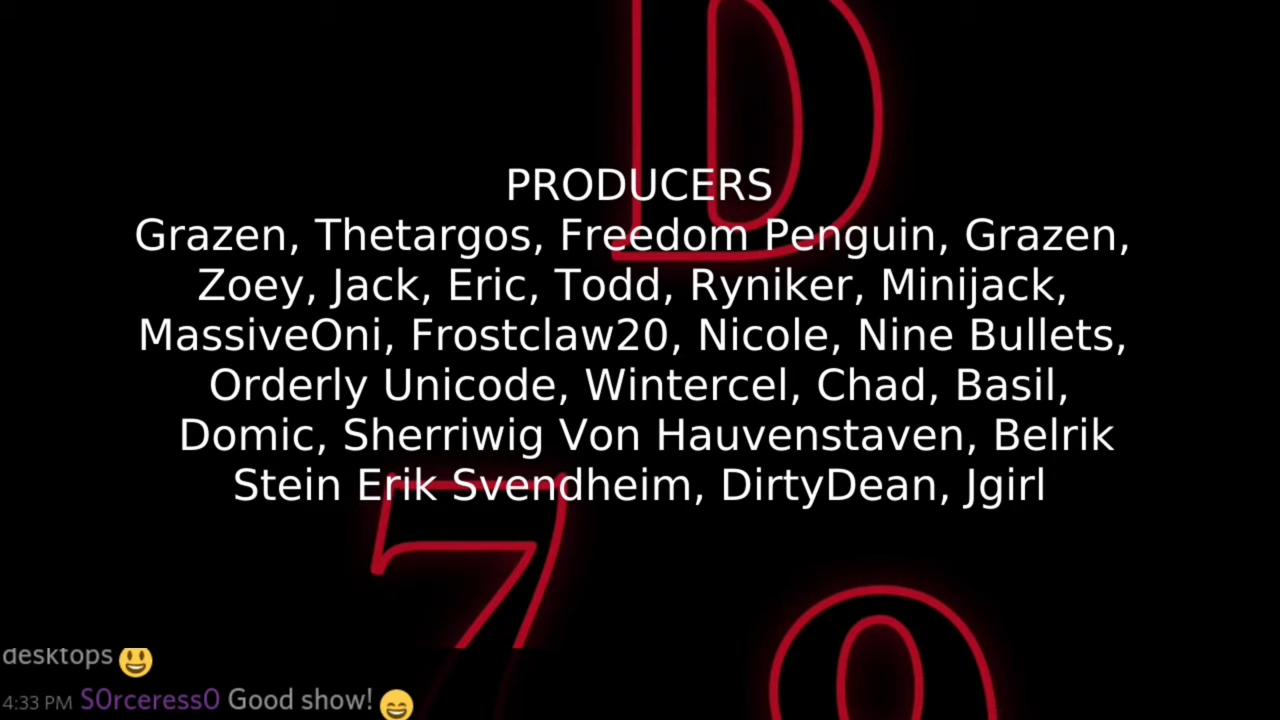 D
PRODUCERS
Grazen, Thetargos, Freedom Penguin, Grazen,
Zoey, Jack, Eric, Todd, Ryniker, Minijack,
MassiveOni, Frostclaw20, Nicole, Nine Bullets,
Orderly Unicode, Wintercel, Chad, Basil,
Domic, Sherriwig Von Hauvenstaven, Belrik
Stein Erik Svendheim, DirtyDean, Jgirl
7
desktops 😃
4:33 PM S0rceress0 Good show! 😄